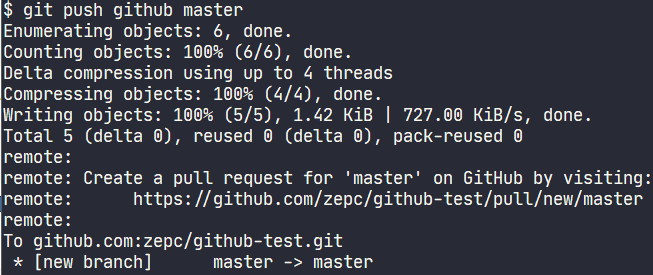 $ git push github master
Enumerating objects: 6, done.
Counting objects: 100% (6/6), done.
Delta compression using up to 4 threads
Compressing objects: 100% (4/4), done.
Writing objects: 100% (5/5), 1.42 KiB | 727.00 KiB/s, done.
Total 5 (delta 0), reused 0 (delta 0), pack-reused 0
remote:
remote: Create a pull request for 'master' on GitHub by visiting:
remote:      https://github.com/zepc/github-test/pull/new/master
remote:
To github.com:zepc/github-test.git
 * [new branch]      master -> master